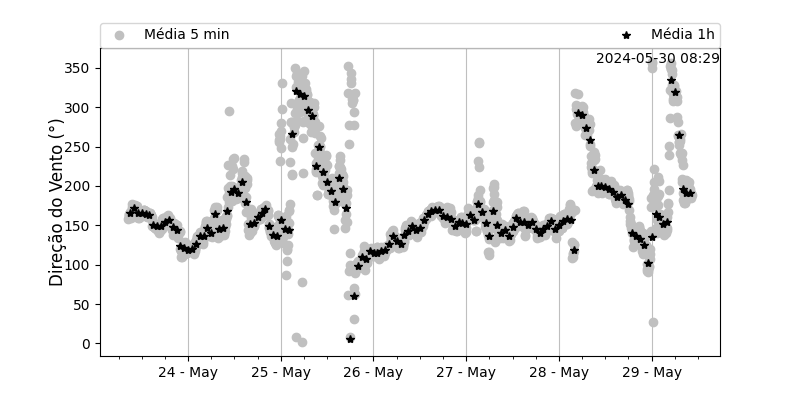 Média 5 min
Média 1h
2024-05-30 08:29
Direção do Vento (°)
350
300
250
200
150
100
50
0
24 - May
25 - May
26 - May
27 - May
28 - May
29 - May